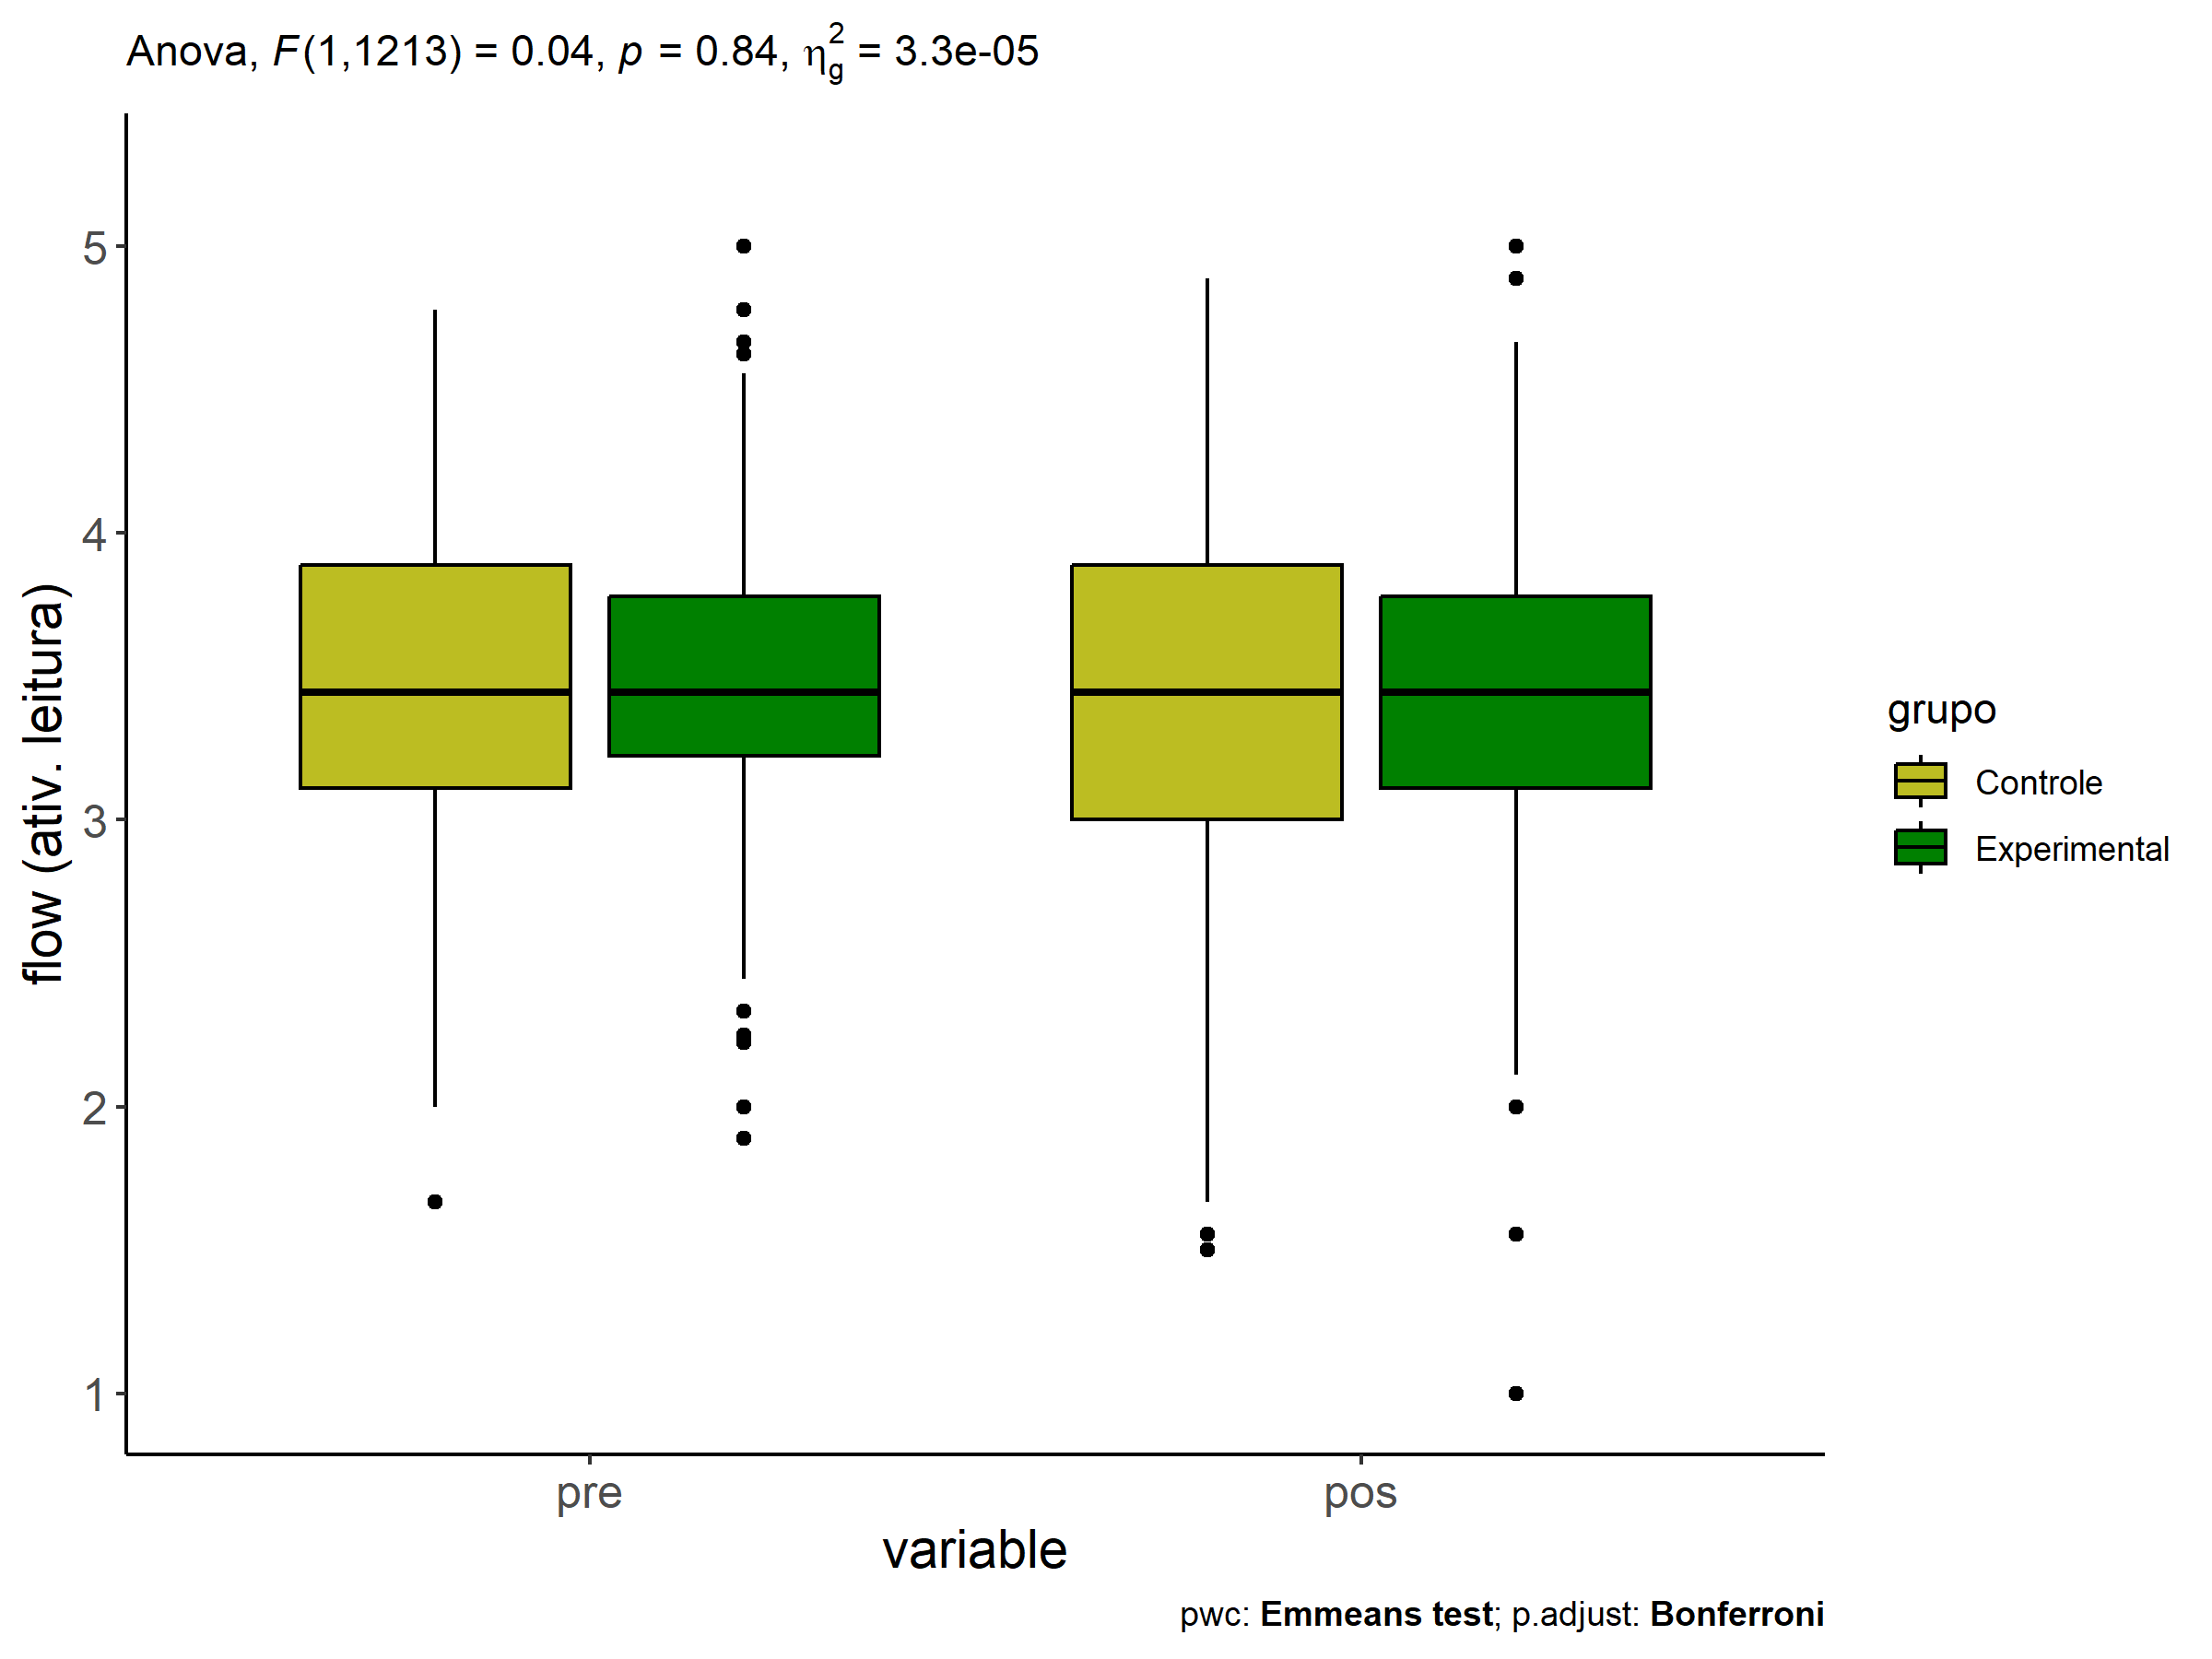 Anova, F(1,1213) = 0.04, p = 0.84, η²g = 3.3e-05
flow (ativ. leitura)
5
4
3
2
1
pre
pos
variable
grupo
Controle
Experimental
pwc: Emmeans test; p.adjust: Bonferroni